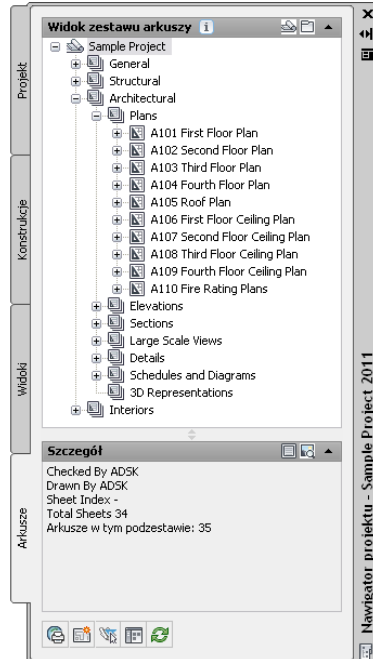 Widok zestawu arkuszy
Sample Project
General
Structural
Architectural
Plans
A101 First Floor Plan
A102 Second Floor Plan
A103 Third Floor Plan
A104 Fourth Floor Plan
A105 Roof Plan
A106 First Floor Ceiling Plan
A107 Second Floor Ceiling Plan
A108 Third Floor Ceiling Plan
A109 Fourth Floor Ceiling Plan
A110 Fire Rating Plans
Elevations
Sections
Large Scale Views
Details
Schedules and Diagrams
3D Representations
Interiors
Szczegół
Checked By ADSK
Drawn By ADSK
Sheet Index -
Total Sheets 34
Arkusze w tym podzestawie: 35
Projekt
Konstrukcje
Widoki
Arkusze
Nawigator projektu - Sample Project 2011